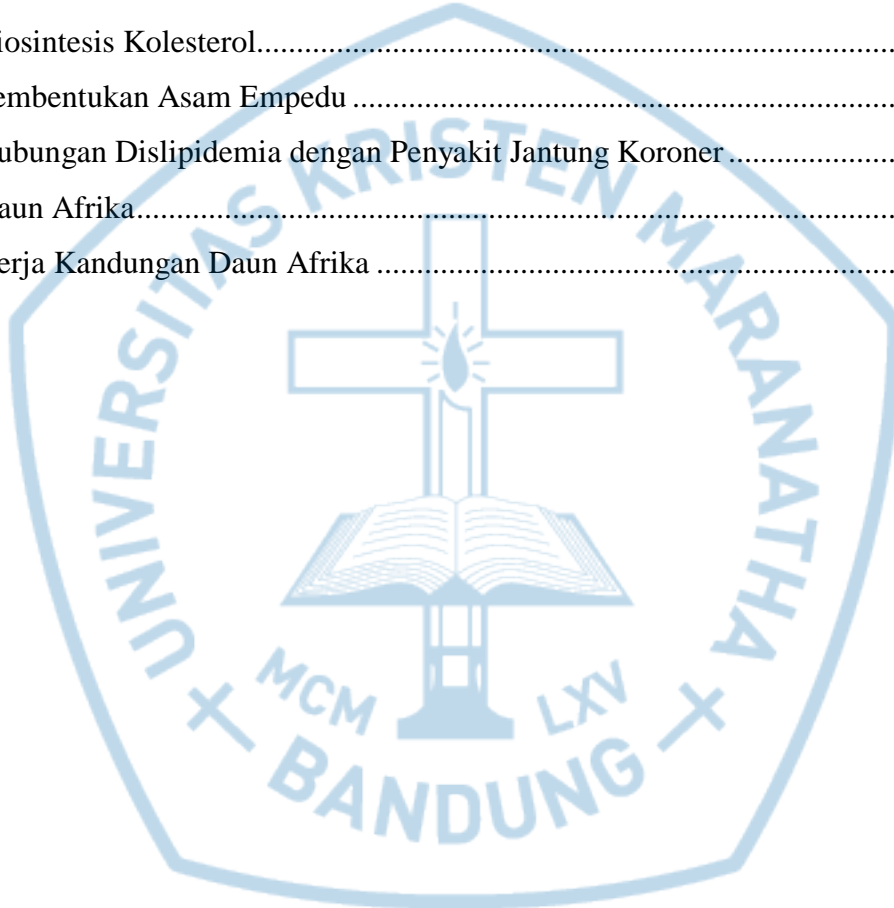 iosintesis Kolesterol................................................................................
embentukan Asam Empedu ....................................................................
ubungan Dislipidemia dengan Penyakit Jantung Koroner .....................
aun Afrika...............................................................................................
erja Kandungan Daun Afrika .................................................................
UNIVERSITAS KRISTEN MARANATHA
MCM LXV
BANDUNG